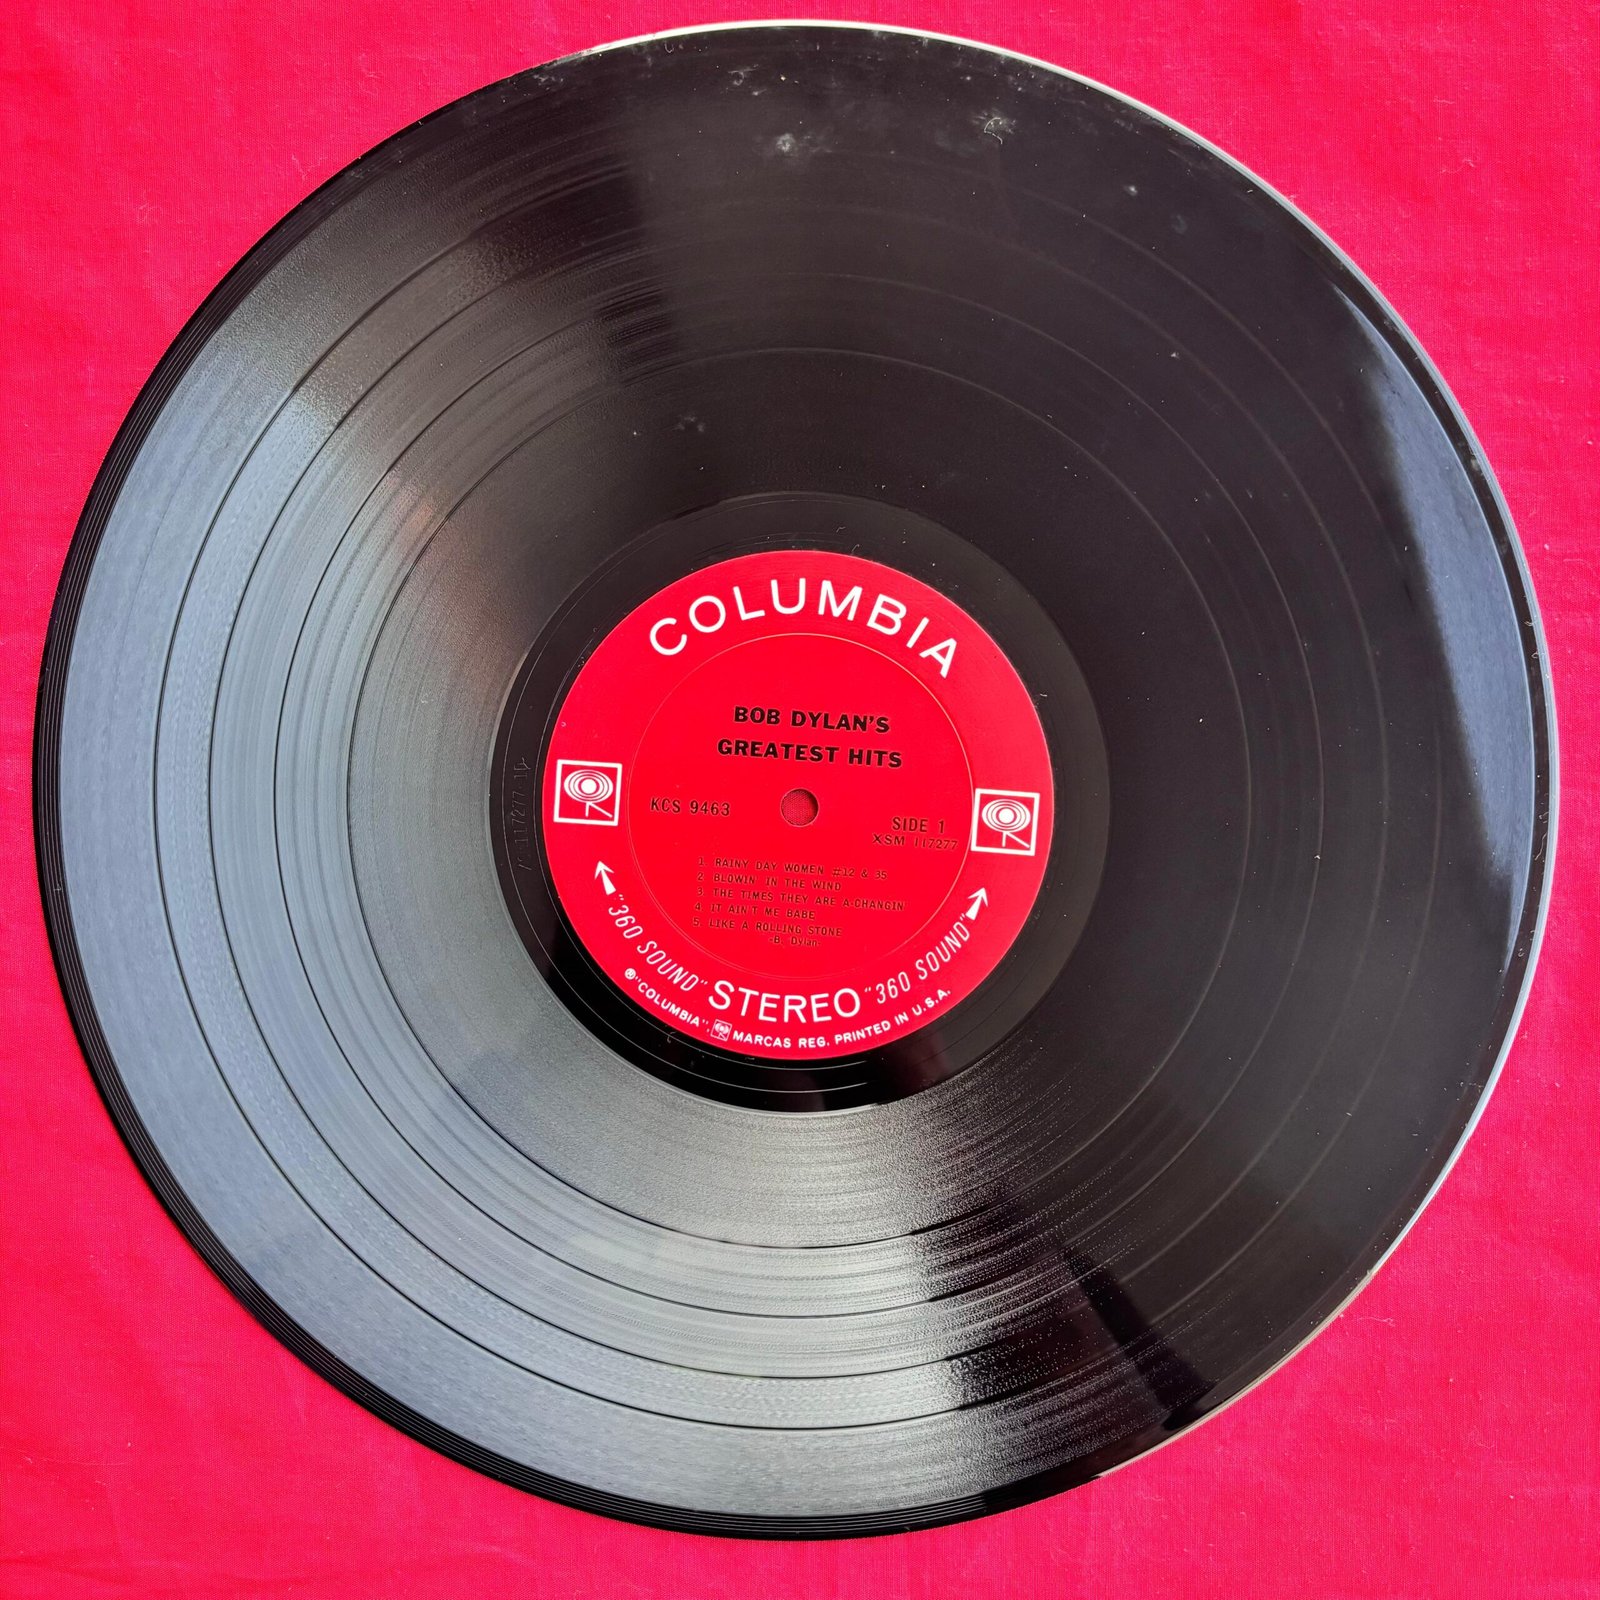 COLUMBIA
BOB DYLAN'S
GREATEST HITS
KCS 9463
SIDE 1
XSM 117277
1. RAINY DAY WOMEN #12 & 35
2 BLOWIN' IN THE WIND
3 THE TIMES THEY ARE A-CHANGIN
4. IT AIN'T ME BABE
5. LIKE A ROLLING STONE
-B. Dylan-
"360 SOUND" STEREO "360 SOUND"
® "COLUMBIA", MARCAS REG. PRINTED IN U.S.A.